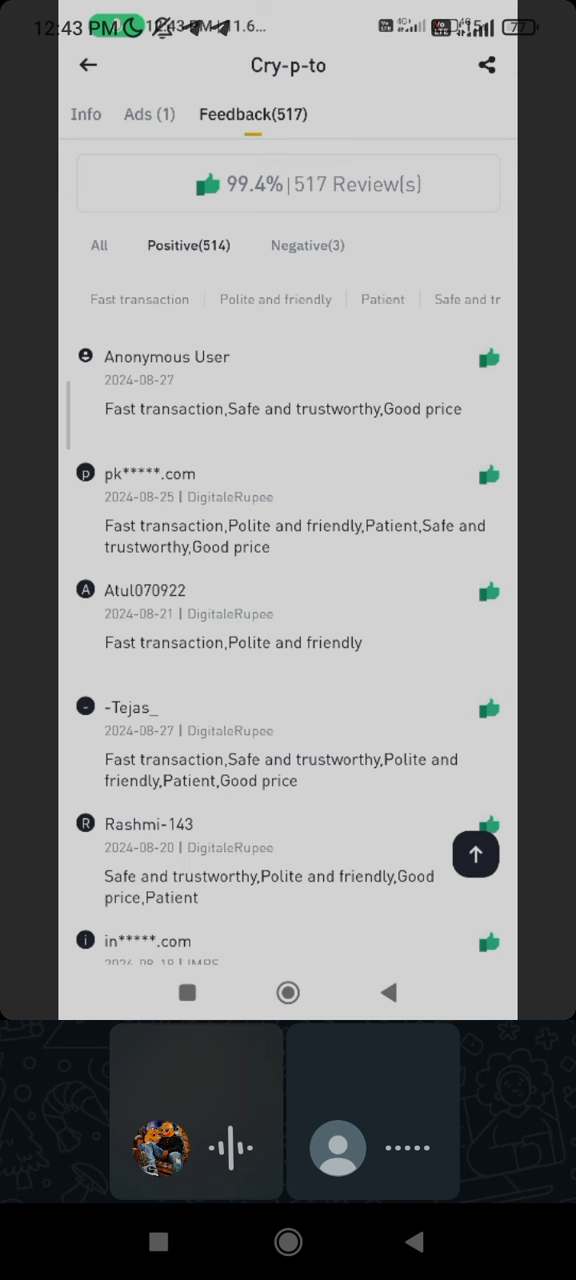 12:43 PM
Cry-p-to
Info Ads (1) Feedback(517)
99.4% | 517 Review(s)
All Positive(514) Negative(3)
Fast transaction Polite and friendly Patient Safe and tr
Anonymous User
2024-08-27
Fast transaction,Safe and trustworthy,Good price
p pk*****.com
2024-08-25 | DigitaleRupee
Fast transaction,Polite and friendly,Patient,Safe and
trustworthy,Good price
A Atul070922
2024-08-21 | DigitaleRupee
Fast transaction,Polite and friendly
- -Tejas_
2024-08-27 | DigitaleRupee
Fast transaction,Safe and trustworthy,Polite and
friendly,Patient,Good price
R Rashmi-143
2024-08-20 | DigitaleRupee
Safe and trustworthy,Polite and friendly,Good
price,Patient
i in*****.com
2024-08-18 | IMPS